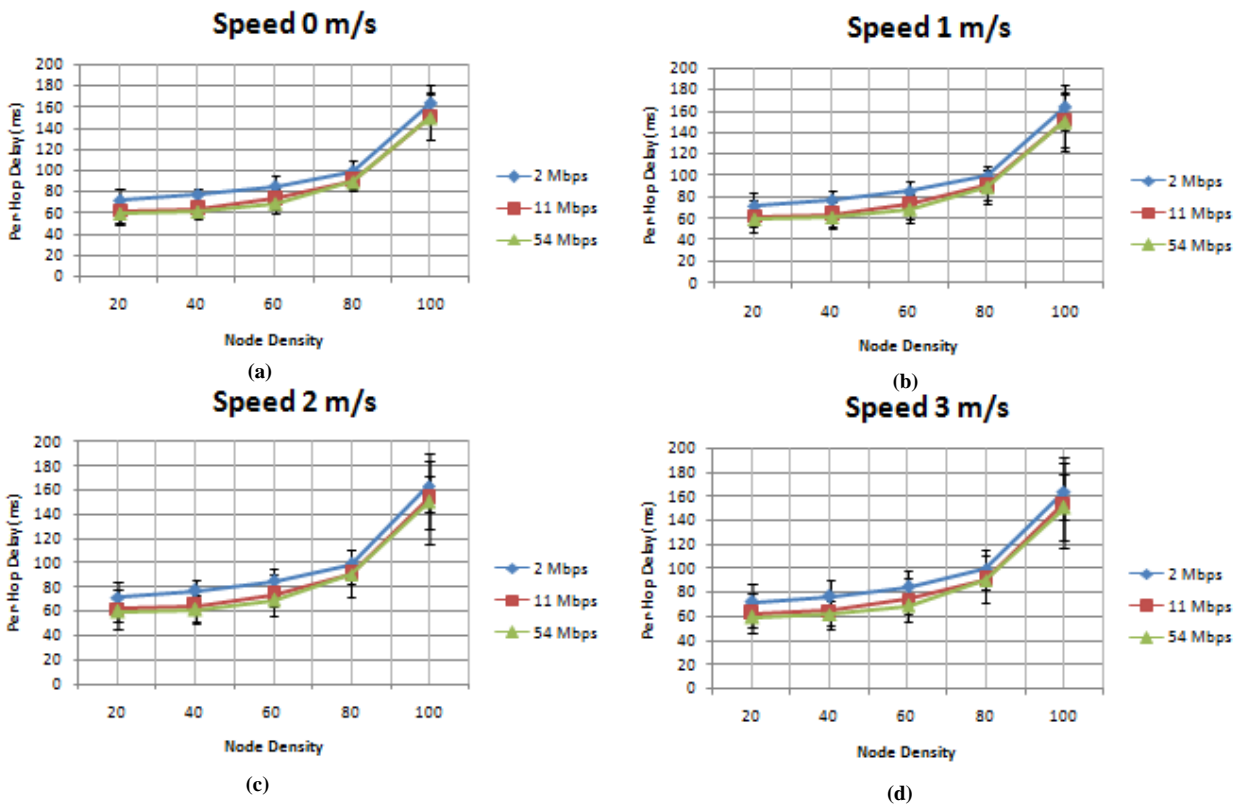 Speed 0 m/s
Per-Hop Delay (ms)
200
180
160
140
120
100
80
60
40
20
0
20 40 60 80 100
Node Density
2 Mbps
11 Mbps
54 Mbps
(a)
Speed 1 m/s
Per-Hop Delay (ms)
200
180
160
140
120
100
80
60
40
20
0
20 40 60 80 100
Node Density
2 Mbps
11 Mbps
54 Mbps
(b)
Speed 2 m/s
Per-Hop Delay (ms)
200
180
160
140
120
100
80
60
40
20
0
20 40 60 80 100
Node Density
2 Mbps
11 Mbps
54 Mbps
(c)
Speed 3 m/s
Per-Hop Delay (ms)
200
180
160
140
120
100
80
60
40
20
0
20 40 60 80 100
Node Density
2 Mbps
11 Mbps
54 Mbps
(d)